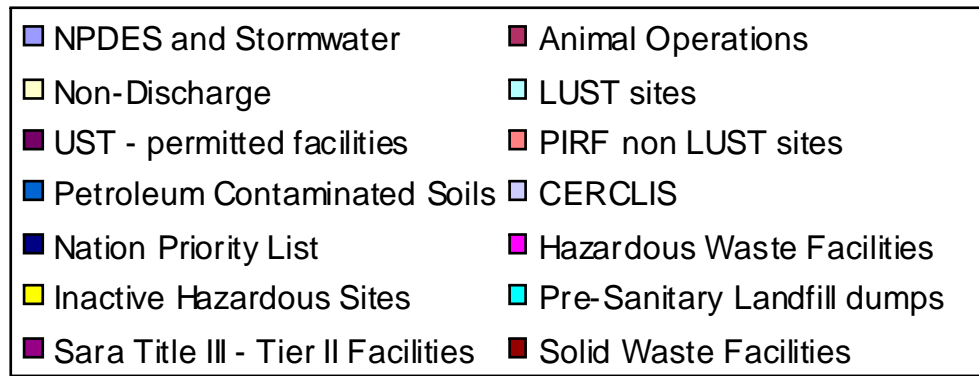 NPDES and Stormwater
Animal Operations
Non-Discharge
LUST sites
UST - permitted facilities
PIRF non LUST sites
Petroleum Contaminated Soils
CERCLIS
Nation Priority List
Hazardous Waste Facilities
Inactive Hazardous Sites
Pre-Sanitary Landfill dumps
Sara Title III - Tier II Facilities
Solid Waste Facilities